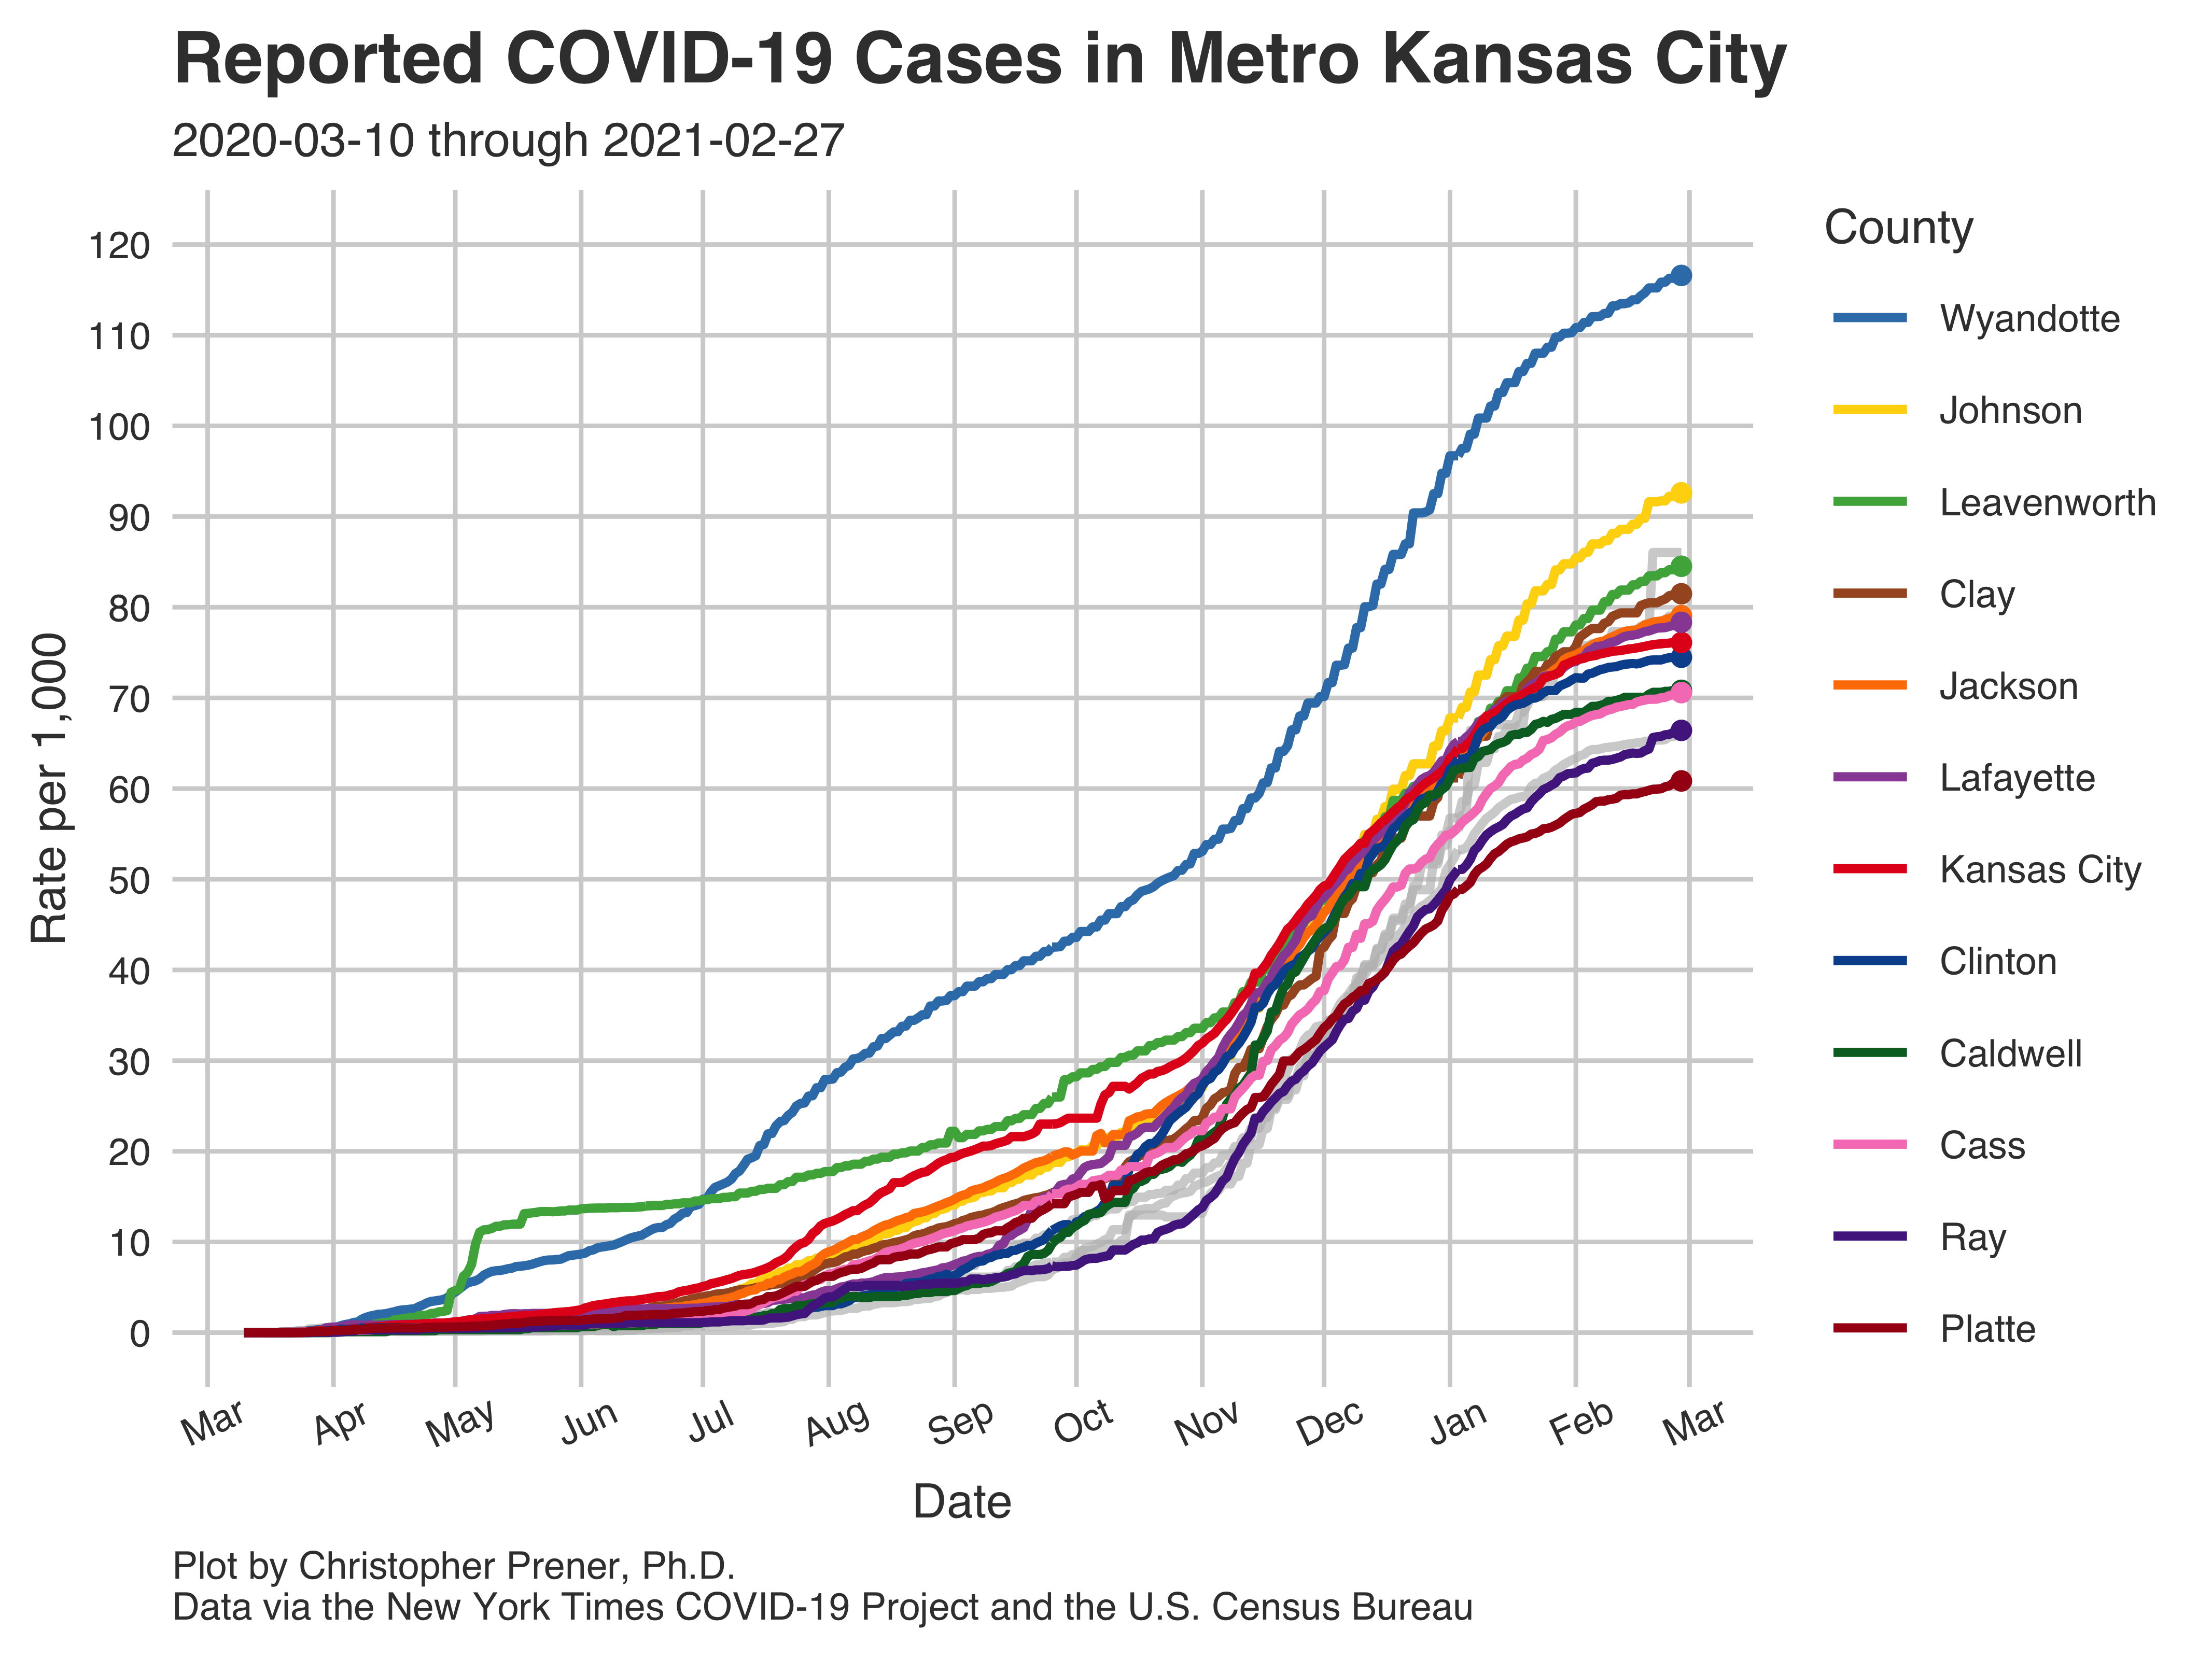 Reported COVID-19 Cases in Metro Kansas City
2020-03-10 through 2021-02-27
120
110
100
90
80
70
60
50
40
30
20
10
0
Rate per 1,000
Mar Apr May Jun Jul Aug Sep Oct Nov Dec Jan Feb Mar
Date
County
Wyandotte
Johnson
Leavenworth
Clay
Jackson
Lafayette
Kansas City
Clinton
Caldwell
Cass
Ray
Platte
Plot by Christopher Prener, Ph.D.
Data via the New York Times COVID-19 Project and the U.S. Census Bureau